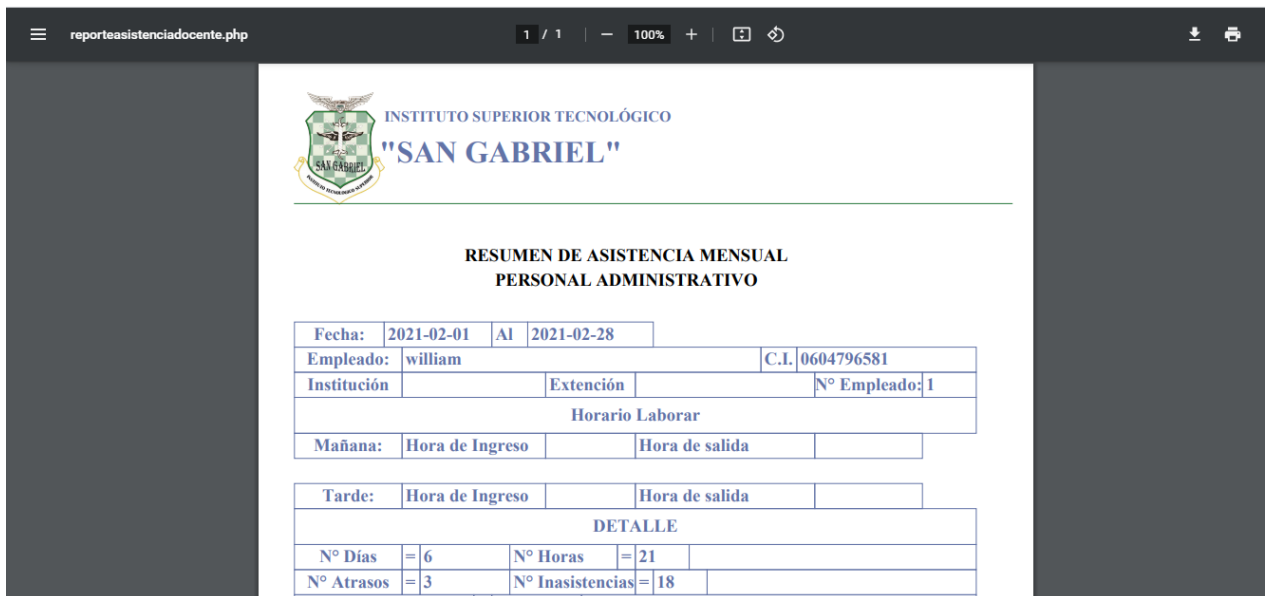 reporteasistenciadocente.php 1 / 1 100%
INSTITUTO SUPERIOR TECNOLÓGICO
"SAN GABRIEL"
SAN GABRIEL
INSTITUTO TECNOLOGICO SUPERIOR
RESUMEN DE ASISTENCIA MENSUAL
PERSONAL ADMINISTRATIVO
Fecha: 2021-02-01 Al 2021-02-28
Empleado: william C.I. 0604796581
Institución Extención N° Empleado: 1
Horario Laborar
Mañana: Hora de Ingreso Hora de salida
Tarde: Hora de Ingreso Hora de salida
DETALLE
N° Días = 6 N° Horas = 21
N° Atrasos = 3 N° Inasistencias = 18